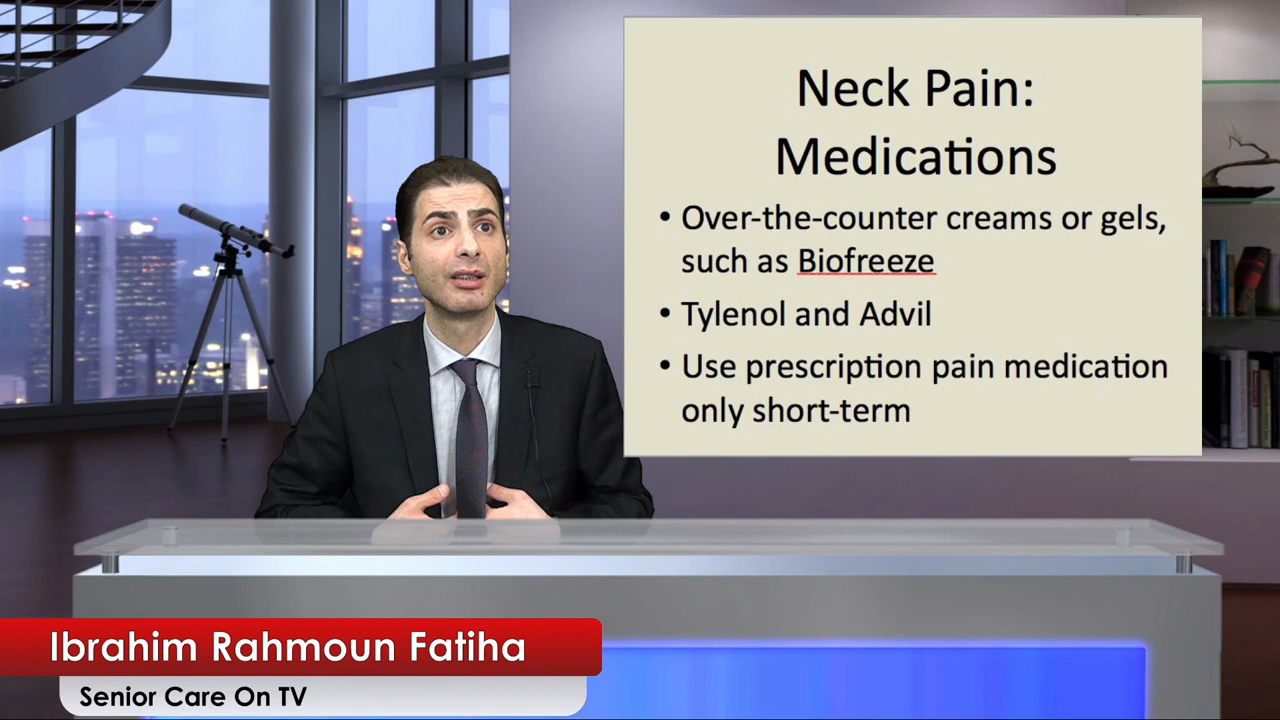 Neck Pain:
Medications
• Over-the-counter creams or gels,
such as Biofreeze
• Tylenol and Advil
• Use prescription pain medication
only short-term
Ibrahim Rahmoun Fatiha
Senior Care On TV